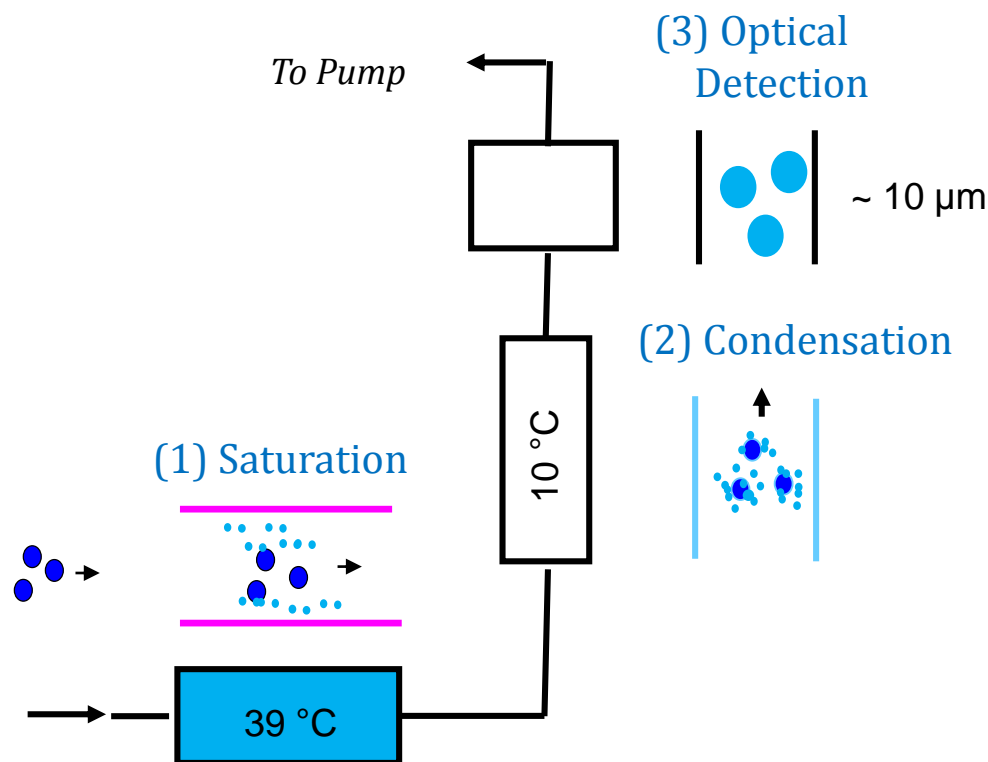 (3) Optical
Detection
To Pump
~ 10 µm
(2) Condensation
10 °C
(1) Saturation
39 °C